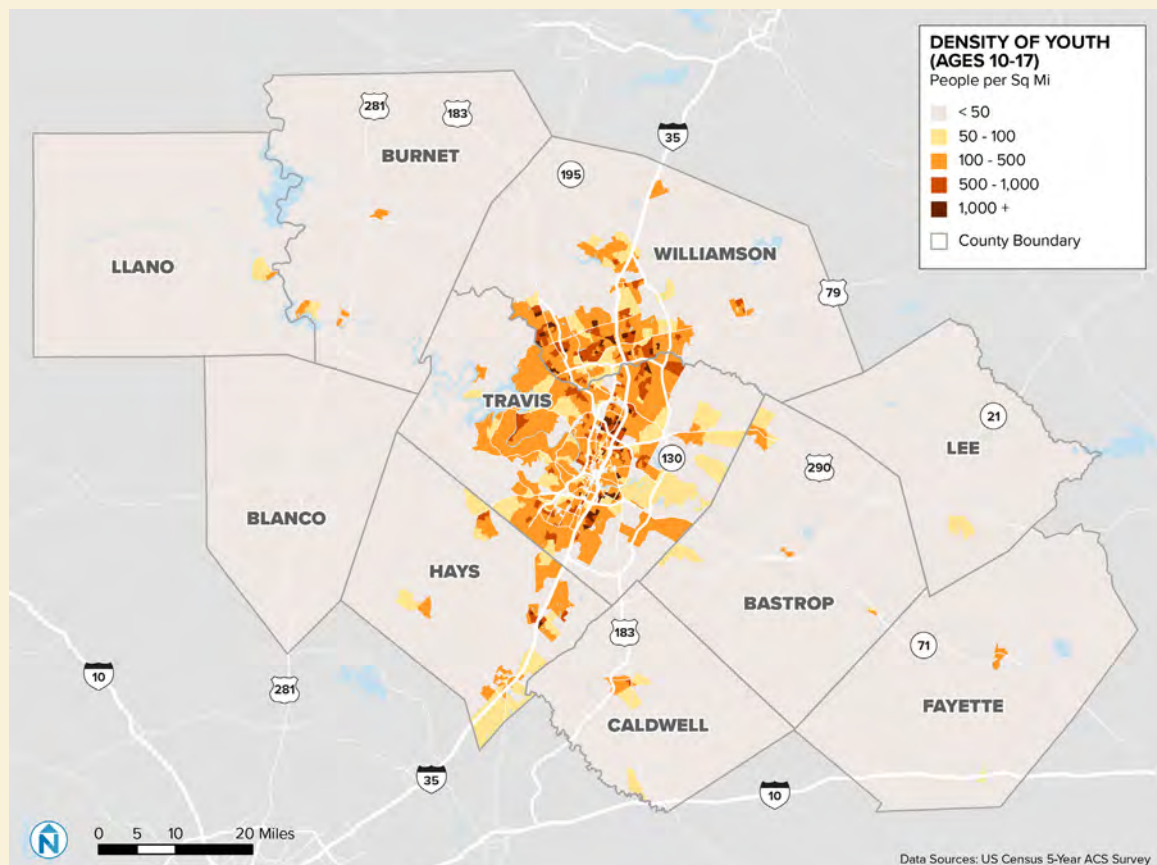 DENSITY OF YOUTH
(AGES 10-17)
People per Sq Mi
< 50
50 - 100
100 - 500
500 - 1,000
1,000 +
County Boundary
281
183
35
BURNET
195
LLANO
WILLIAMSON
79
TRAVIS
21
130
LEE
290
BLANCO
HAYS
BASTROP
183
71
10
281
FAYETTE
CALDWELL
35
10
N
0 5 10 20 Miles
Data Sources: US Census 5-Year ACS Survey